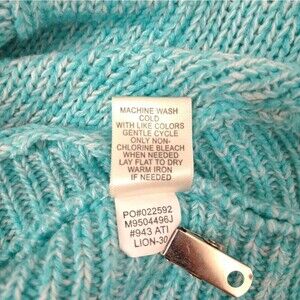 MACHINE WASH
COLD
WITH LIKE COLORS
GENTLE CYCLE
ONLY NON-
CHLORINE BLEACH
WHEN NEEDED
LAY FLAT TO DRY
WARM IRON
IF NEEDED
PO#022592
M9504496J
#943 ATI
LION-30